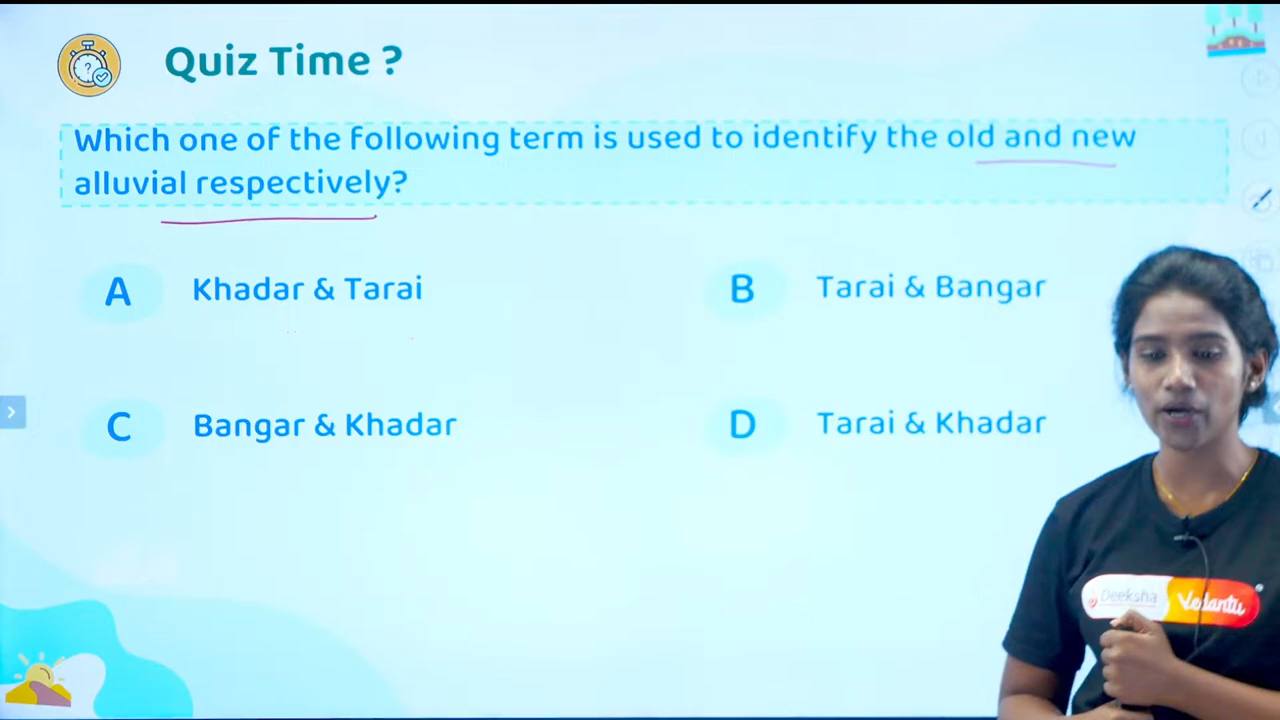 Quiz Time ?
Which one of the following term is used to identify the old and new
alluvial respectively?
A Khadar & Tarai
B Tarai & Bangar
C Bangar & Khadar
D Tarai & Khadar
Deeksha Vedantu